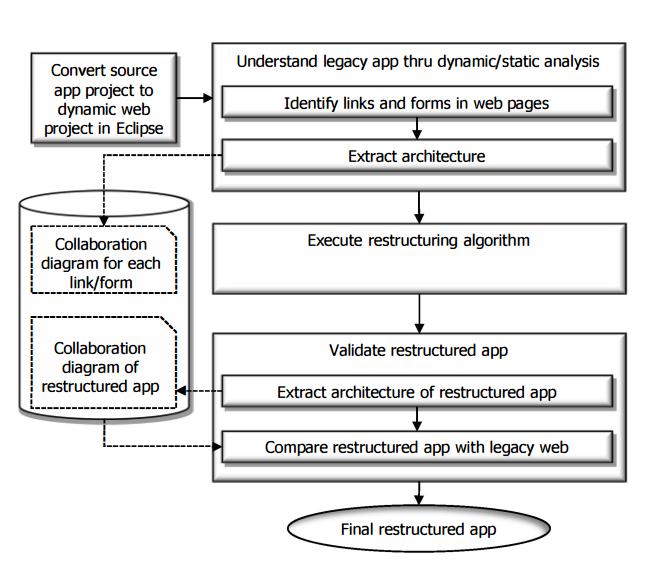 Convert source
app project to
dynamic web
project in Eclipse
Understand legacy app thru dynamic/static analysis
Identify links and forms in web pages
Extract architecture
Collaboration
diagram for each
link/form
Execute restructuring algorithm
Collaboration
diagram of
restructured app
Validate restructured app
Extract architecture of restructured app
Compare restructured app with legacy web
Final restructured app